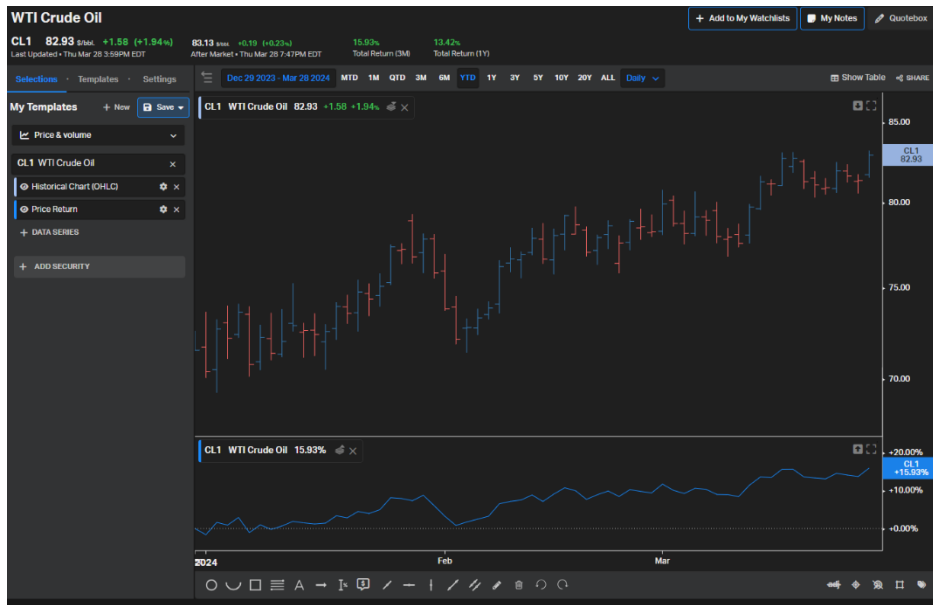 WTI Crude Oil
+ Add to My Watchlists
My Notes
Quotebox
CL1 82.93 $/bbl. +1.58 (+1.94%)
Last Updated • Thu Mar 28 3:59PM EDT
83.13 $/bbl. +0.19 (+0.23%)
After Market • Thu Mar 28 7:47PM EDT
15.93%
Total Return (3M)
13.42%
Total Return (1Y)
Selections · Templates · Settings
Dec 29 2023 - Mar 28 2024 MTD 1M QTD 3M 6M YTD 1Y 3Y 5Y 10Y 20Y ALL Daily
Show Table
SHARE
My Templates + New Save
Price & volume
CL1 WTI Crude Oil ×
Historical Chart (OHLC) ×
Price Return ×
+ DATA SERIES
+ ADD SECURITY
CL1 WTI Crude Oil 82.93 +1.58 +1.94% ×
85.00
CL1
82.93
80.00
75.00
70.00
CL1 WTI Crude Oil 15.93% ×
+20.00%
CL1
+15.93%
+10.00%
+0.00%
2024 Feb Mar
A